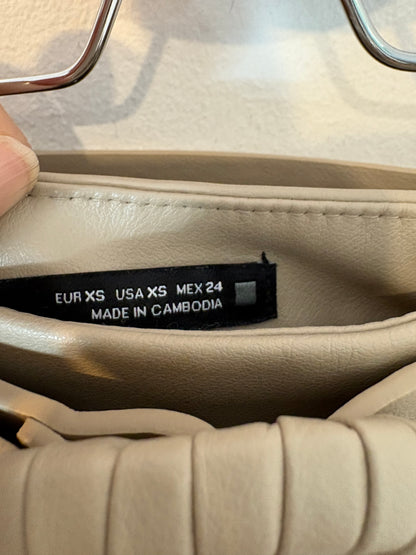 EUR XS USA XS MEX 24
MADE IN CAMBODIA